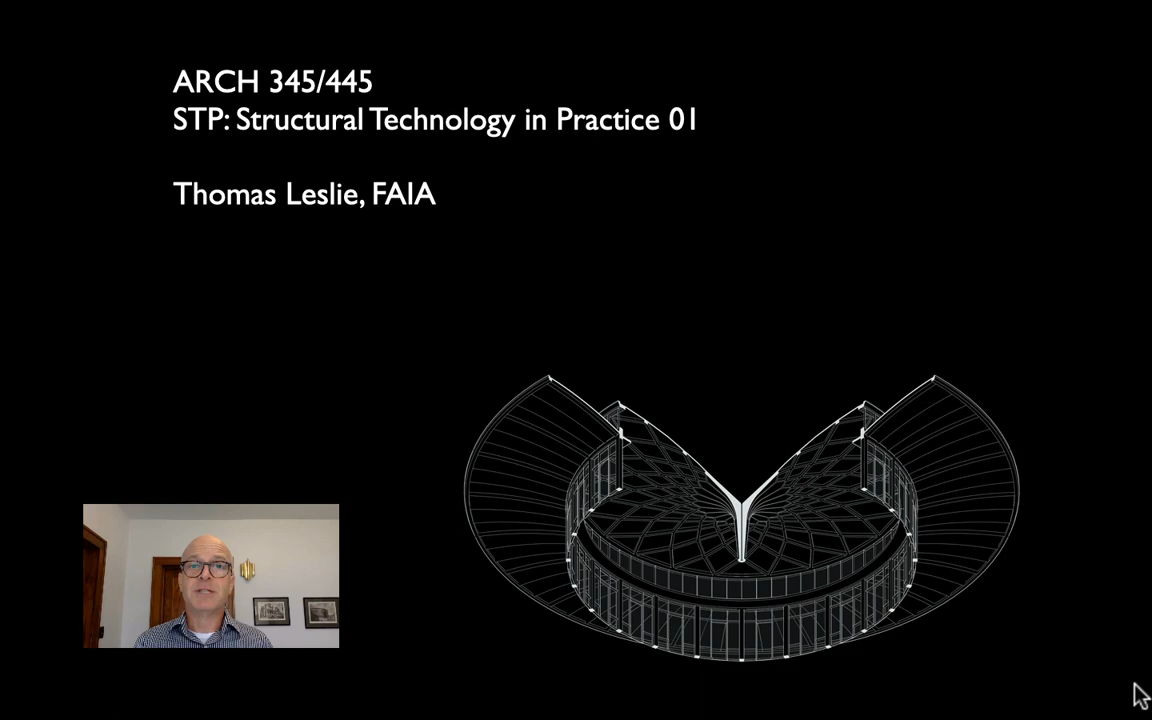 ARCH 345/445
STP: Structural Technology in Practice 01
Thomas Leslie, FAIA